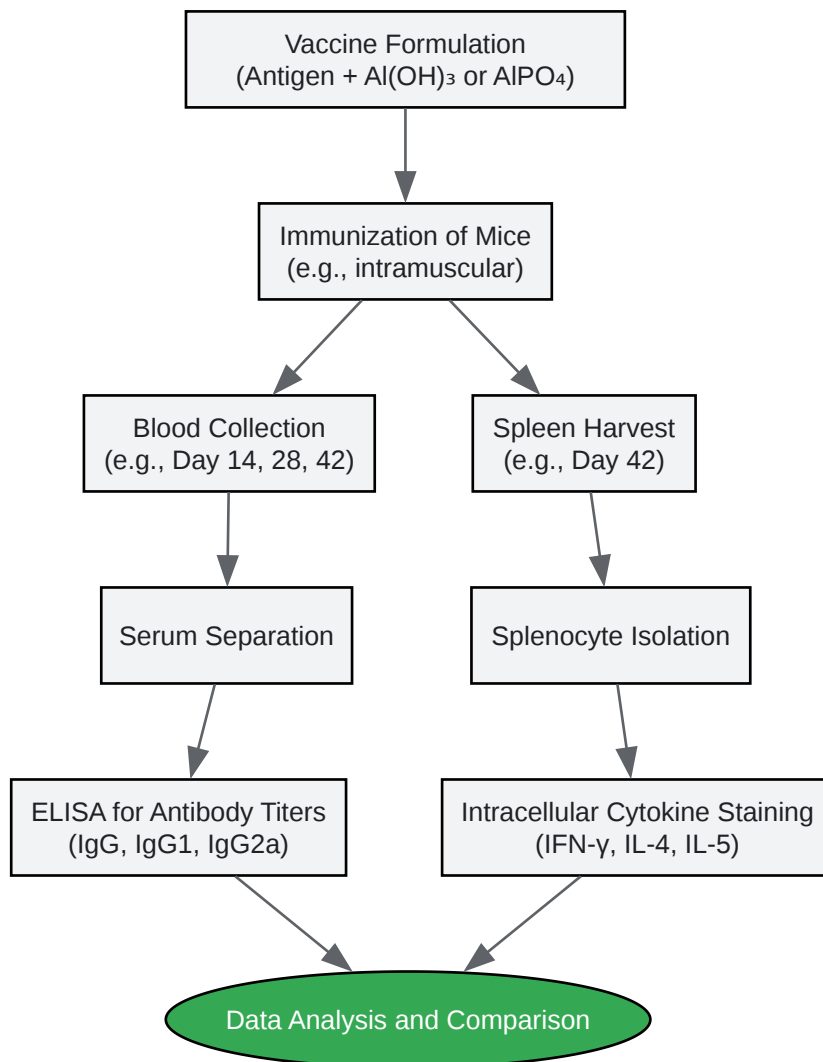 Vaccine Formulation
(Antigen + Al(OH)₃ or AlPO₄)
Immunization of Mice
(e.g., intramuscular)
Blood Collection
(e.g., Day 14, 28, 42)
Spleen Harvest
(e.g., Day 42)
Serum Separation
Splenocyte Isolation
ELISA for Antibody Titers
(IgG, IgG1, IgG2a)
Intracellular Cytokine Staining
(IFN-γ, IL-4, IL-5)
Data Analysis and Comparison